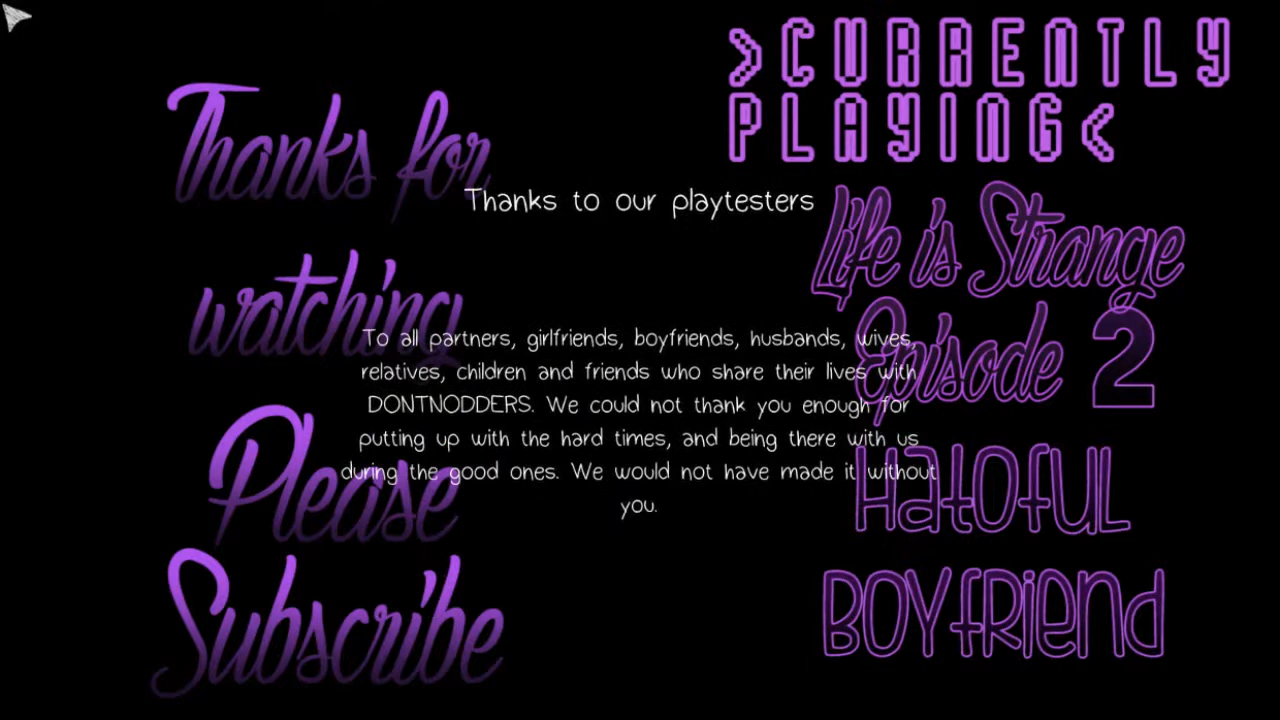 Thanks for
watching
Please
Subscribe
Thanks to our playtesters
To all partners, girlfriends, boyfriends, husbands, wives,
relatives, children and friends who share their lives with
DONTNODDERS. We could not thank you enough for
putting up with the hard times, and being there with us
during the good ones. We would not have made it without
you.
>CURRENTLY
PLAYING<
Life is Strange
Episode 2
Hatoful
Boyfriend